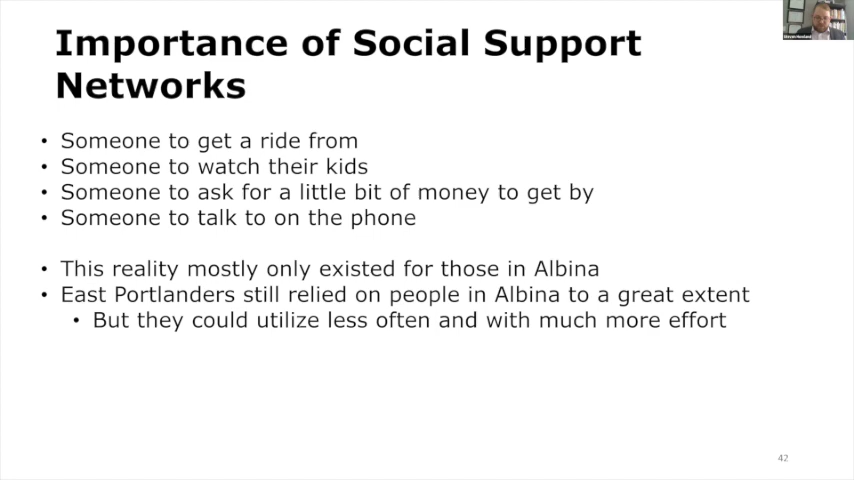 Importance of Social Support
Networks
• Someone to get a ride from
• Someone to watch their kids
• Someone to ask for a little bit of money to get by
• Someone to talk to on the phone
• This reality mostly only existed for those in Albina
• East Portlanders still relied on people in Albina to a great extent
• But they could utilize less often and with much more effort
42